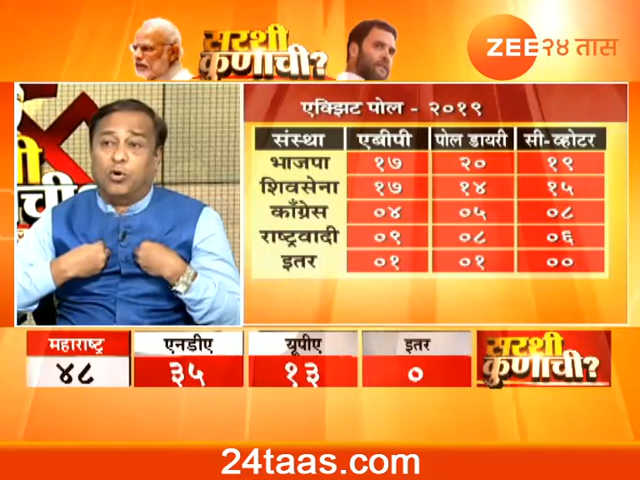 सरशी
कुणाची?
ZEE २४ तास
एक्झिट पोल - २०१९
संस्था एबीपी पोल डायरी सी-व्होटर
भाजपा १७ २० १९
शिवसेना १७ १४ १५
काँग्रेस ०४ ०५ ०८
राष्ट्रवादी ०९ ०८ ०६
इतर ०१ ०१ ००
महाराष्ट्र एनडीए यूपीए इतर
४८ ३५ १३ ०
सरशी
कुणाची?
24taas.com